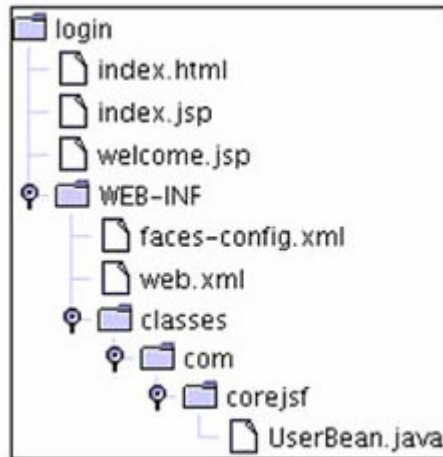 login
index.html
index.jsp
welcome.jsp
WEB-INF
faces-config.xml
web.xml
classes
com
corejsf
UserBean.java